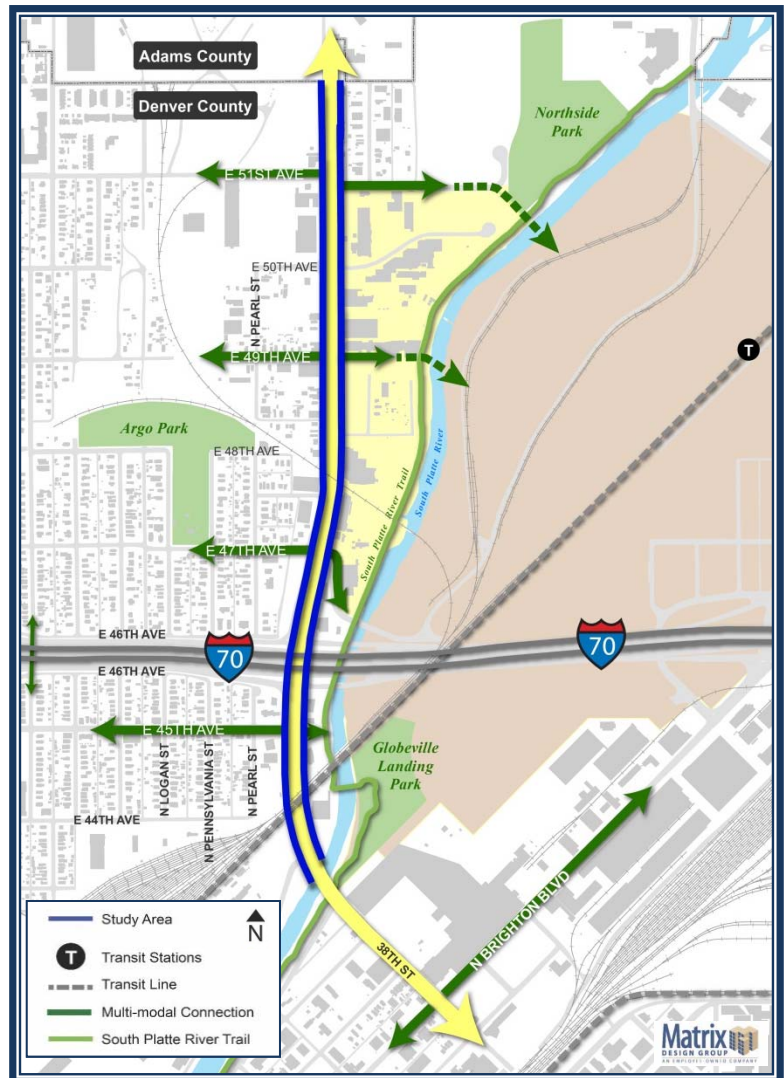 Adams County
Denver County
Northside
Park
E 51ST AVE
E 50TH AVE
N PEARL ST
E 49TH AVE
T
Argo Park
E 48TH AVE
South Platte River Trail
South Platte River
E 47TH AVE
E 46TH AVE
70
70
E 46TH AVE
E 45TH AVE
Globeville
Landing
Park
N LOGAN ST
N PENNSYLVANIA ST
N PEARL ST
E 44TH AVE
N BRIGHTON BLVD
38TH ST
Study Area
N
T
Transit Stations
Transit Line
Multi-modal Connection
South Platte River Trail
Matrix
DESIGN GROUP
AN EMPLOYEE-OWNED COMPANY